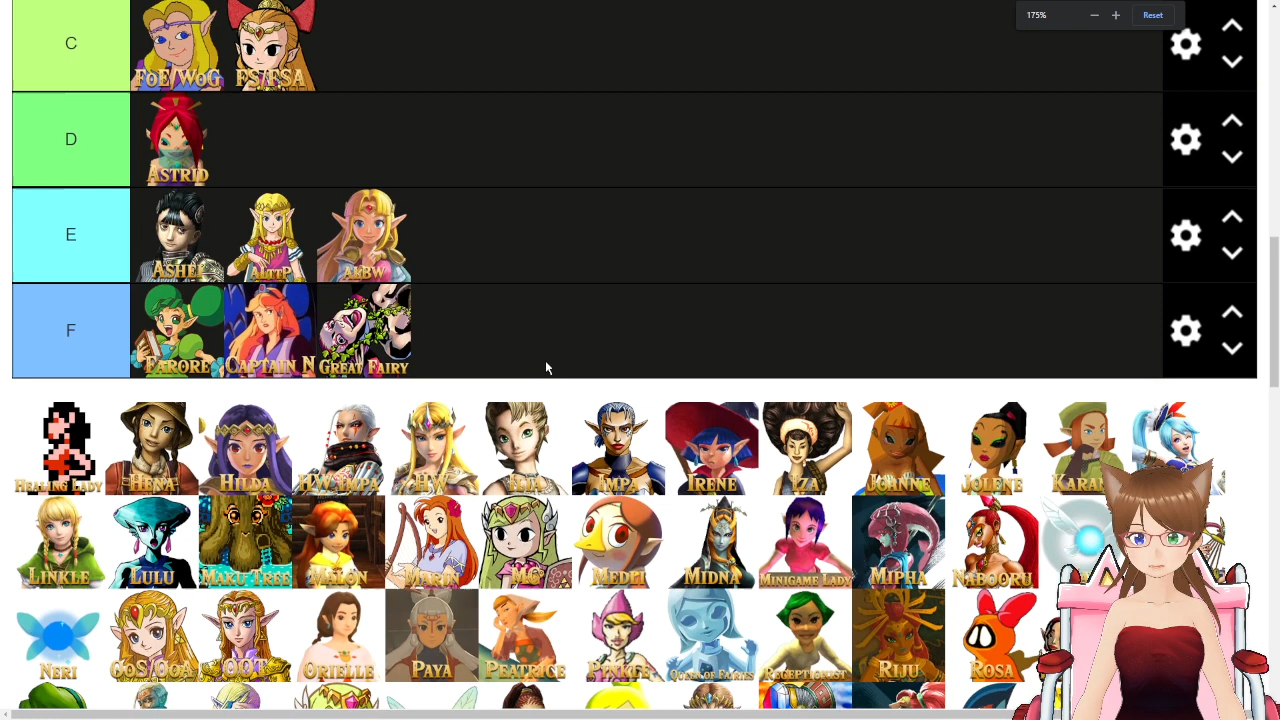 175%
Reset
C
FOE/WOG FS/FSA
D
ASTRID
E
ASHEI ALTTP ALBW
F
FARORE CAPTAIN N GREAT FAIRY
HEALING LADY HENA HILDA HW IMPA HW ILIA IMPA IRENE IZA JOANNE JOLENE
LINKLE LULU MAKU TREE MALON MARIN MC MEDLI MIDNA MINIGAME LADY MIPHA NABOORU
NERI OOS/OOA OOT ORIELLE PAYA PEATRICE PINKEE QUEEN OF FAIRIES RECEPTIONIST RIJU ROSA